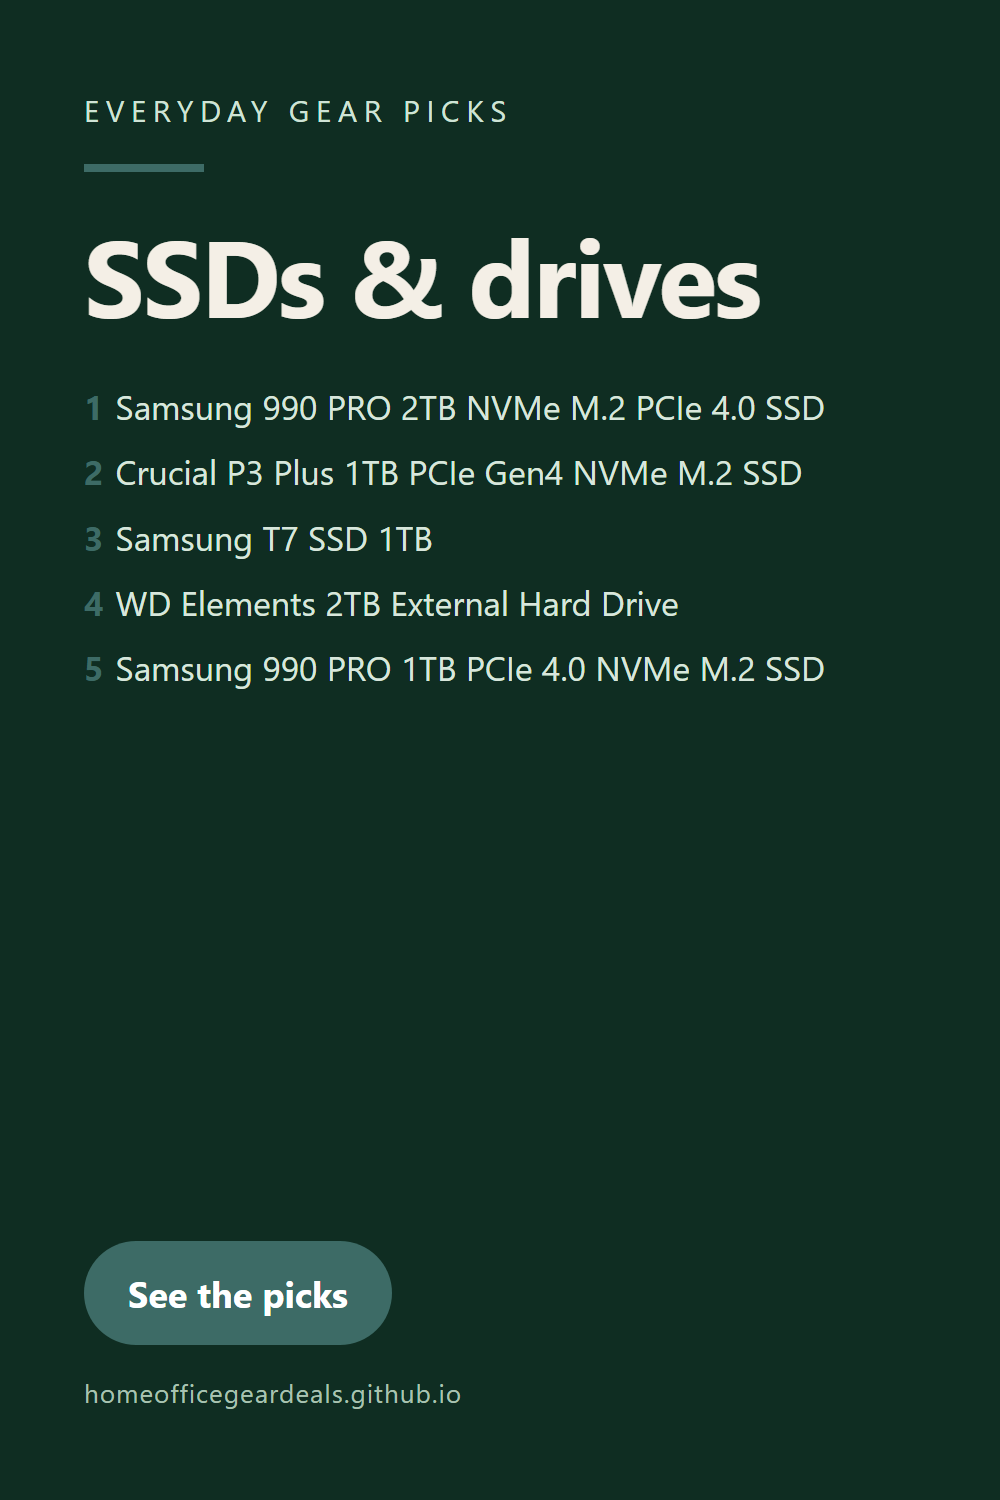 EVERYDAY GEAR PICKS
SSDs & drives
1 Samsung 990 PRO 2TB NVMe M.2 PCIe 4.0 SSD
2 Crucial P3 Plus 1TB PCIe Gen4 NVMe M.2 SSD
3 Samsung T7 SSD 1TB
4 WD Elements 2TB External Hard Drive
5 Samsung 990 PRO 1TB PCIe 4.0 NVMe M.2 SSD
See the picks
homeofficegeardeals.github.io